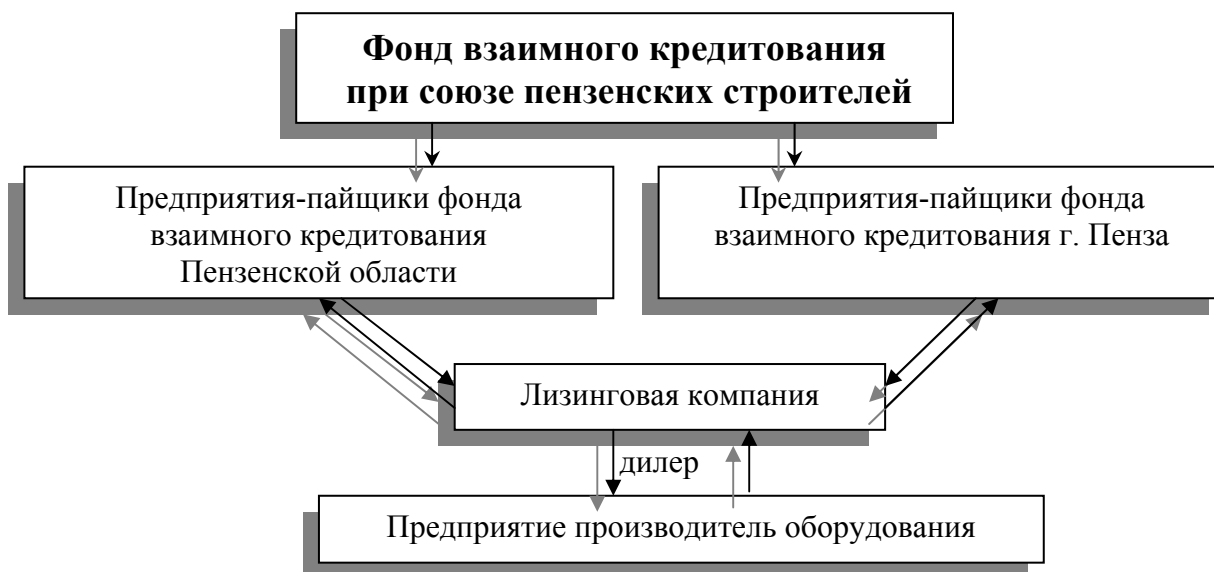 Фонд взаимного кредитования
при союзе пензенских строителей
Предприятия-пайщики фонда
взаимного кредитования
Пензенской области
Предприятия-пайщики фонда
взаимного кредитования г. Пенза
Лизинговая компания
дилер
Предприятие производитель оборудования